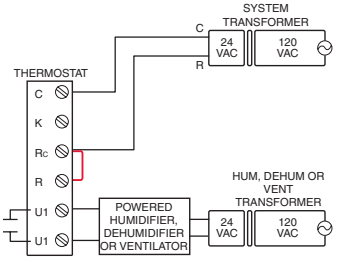 SYSTEM
TRANSFORMER
C
24
VAC
120
VAC
R
THERMOSTAT
C
K
Rc
R
U1
U1
POWERED
HUMIDIFIER,
DEHUMIDIFIER
OR VENTILATOR
HUM, DEHUM OR
VENT
TRANSFORMER
24
VAC
120
VAC